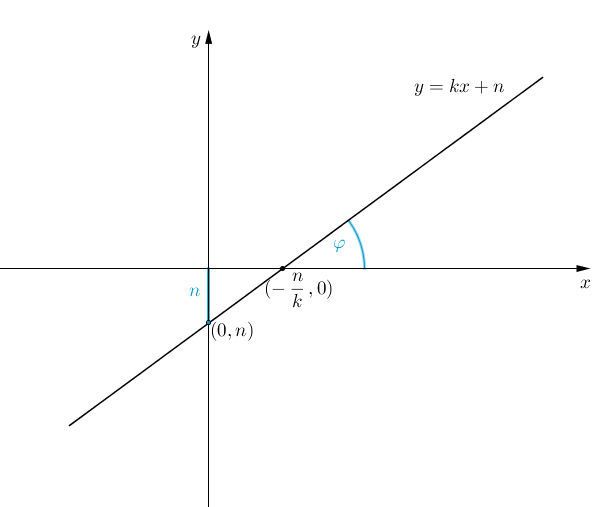 y
y = kx + n
φ
x
n
(− n/k , 0)
(0, n)